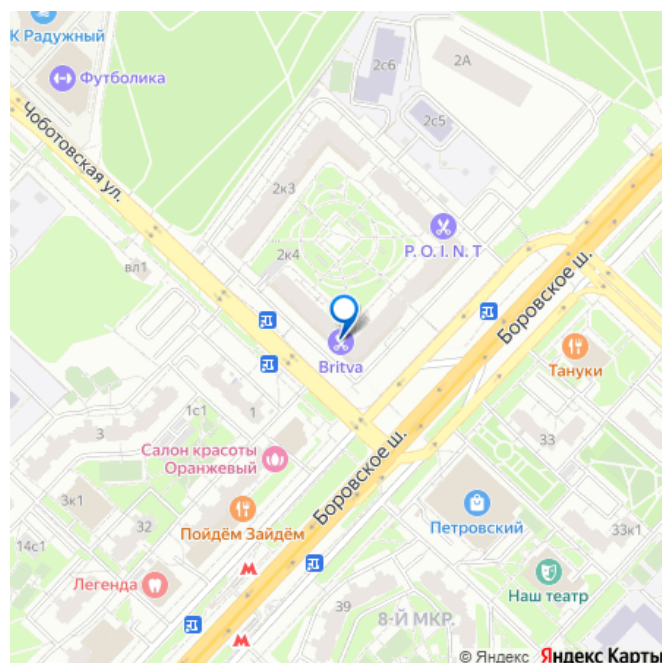 К Радужный
Футболика
2с6
2А
2с5
Чоботовская ул.
2к3
P. O. I. N. T
2к4
вл1
Боровское ш.
Britva
Тануки
1с1
1
3
Салон красоты
Оранжевый
33
Боровское ш.
3к1
32
Пойдём Зайдём
Петровский
33к1
14с1
Легенда
Наш театр
39
8-Й МКР.
© Яндекс Яндекс Карты